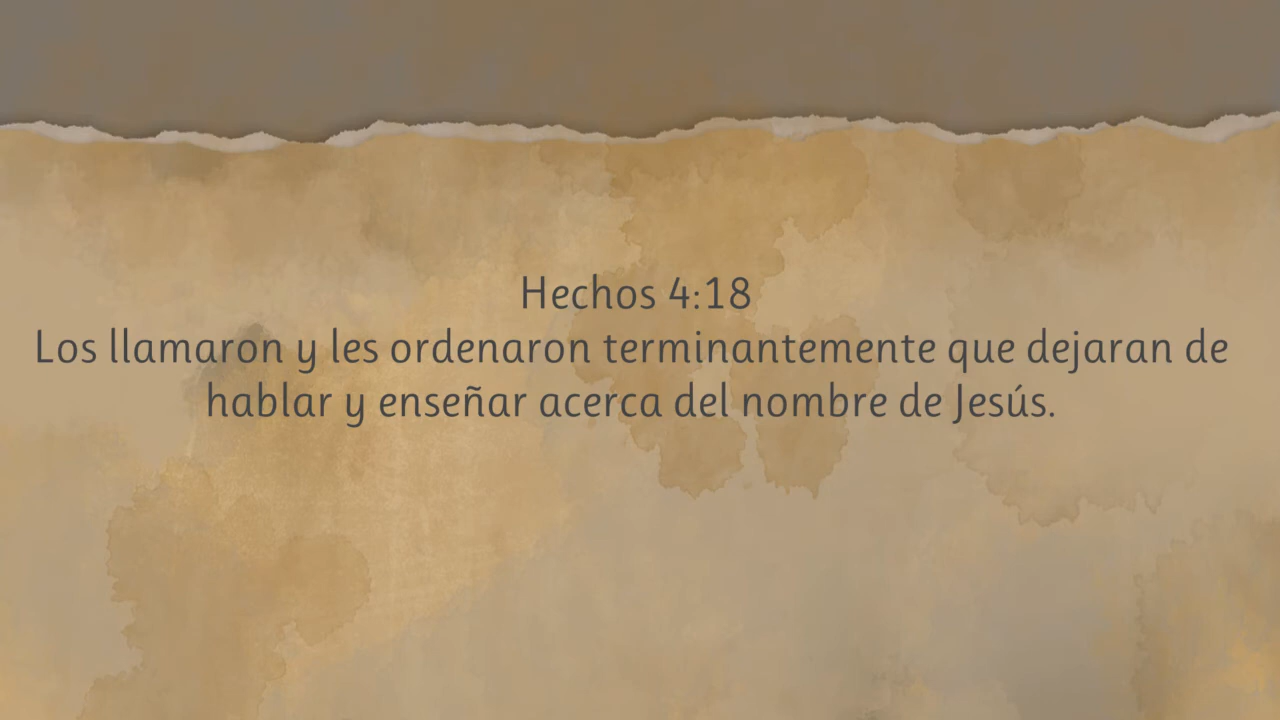 Hechos 4:18
Los llamaron y les ordenaron terminantemente que dejaran de
hablar y enseñar acerca del nombre de Jesús.